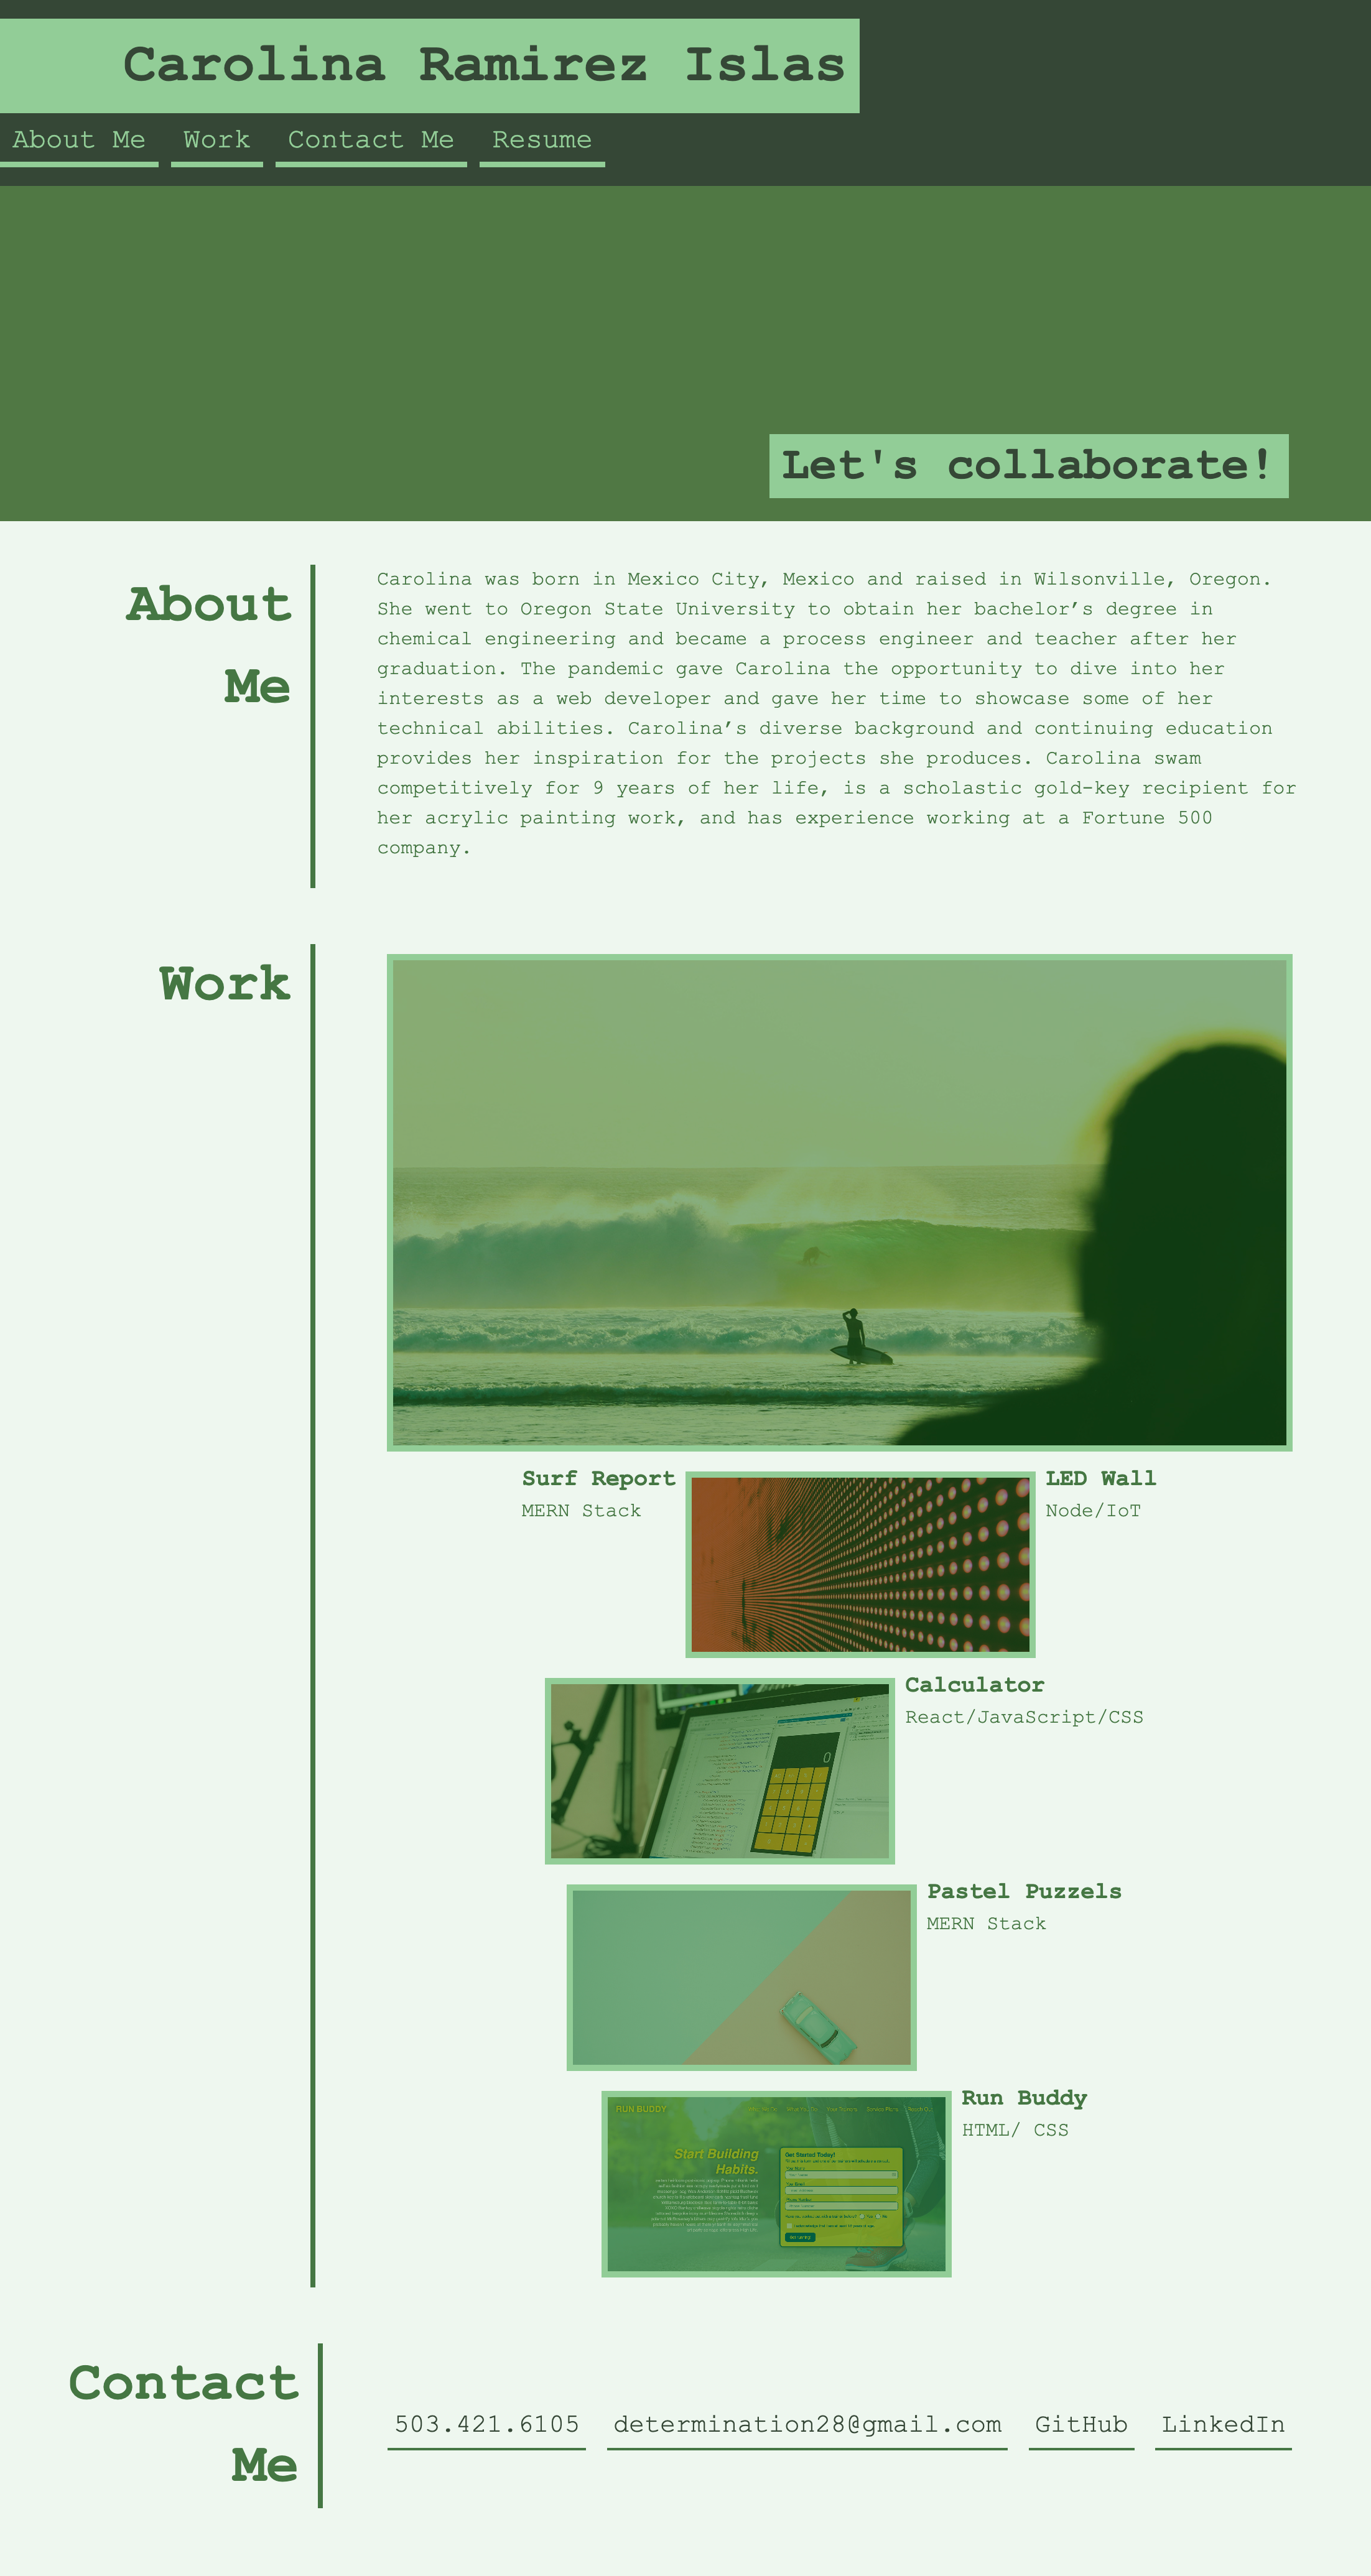 Carolina Ramirez Islas
About Me Work Contact Me Resume
Let's collaborate!
About
Me
Carolina was born in Mexico City, Mexico and raised in Wilsonville, Oregon.
She went to Oregon State University to obtain her bachelor’s degree in
chemical engineering and became a process engineer and teacher after her
graduation. The pandemic gave Carolina the opportunity to dive into her
interests as a web developer and gave her time to showcase some of her
technical abilities. Carolina’s diverse background and continuing education
provides her inspiration for the projects she produces. Carolina swam
competitively for 9 years of her life, is a scholastic gold-key recipient for
her acrylic painting work, and has experience working at a Fortune 500
company.
Work
Surf Report
MERN Stack
LED Wall
Node/IoT
0
Calculator
React/JavaScript/CSS
Pastel Puzzels
MERN Stack
RUN BUDDY
Start Building
Habits.
Get Started Today!
Run Buddy
HTML/ CSS
Contact
Me
503.421.6105 determination28@gmail.com GitHub LinkedIn